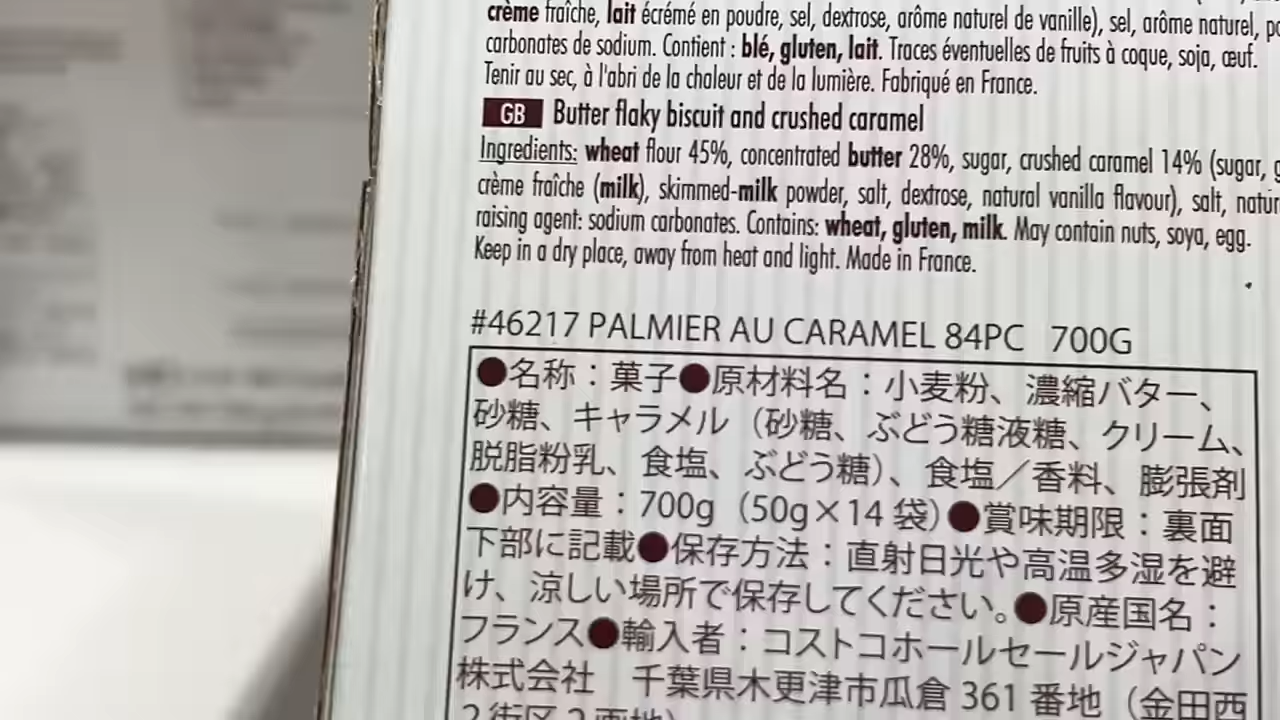 crème fraîche, lait écrémé en poudre, sel, dextrose, arôme naturel de vanille), sel, arôme naturel,
carbonates de sodium. Contient : blé, gluten, lait. Traces éventuelles de fruits à coque, soja, œuf.
Tenir au sec, à l'abri de la chaleur et de la lumière. Fabriqué en France.
GB Butter flaky biscuit and crushed caramel
Ingredients: wheat flour 45%, concentrated butter 28%, sugar, crushed caramel 14% (sugar,
crème fraîche (milk), skimmed-milk powder, salt, dextrose, natural vanilla flavour), salt,
raising agent: sodium carbonates. Contains: wheat, gluten, milk. May contain nuts, soya, egg.
Keep in a dry place, away from heat and light. Made in France.
#46217 PALMIER AU CARAMEL 84PC 700G
●名称：菓子●原材料名：小麦粉、濃縮バター、
砂糖、キャラメル（砂糖、ぶどう糖液糖、クリーム、
脱脂粉乳、食塩、ぶどう糖）、食塩／香料、膨張剤
●内容量：700g（50g×14 袋）●賞味期限：裏面
下部に記載●保存方法：直射日光や高温多湿を避
け、涼しい場所で保存してください。●原産国名：
フランス●輸入者：コストコホールセールジャパン
株式会社　千葉県木更津市瓜倉 361 番地（金田西